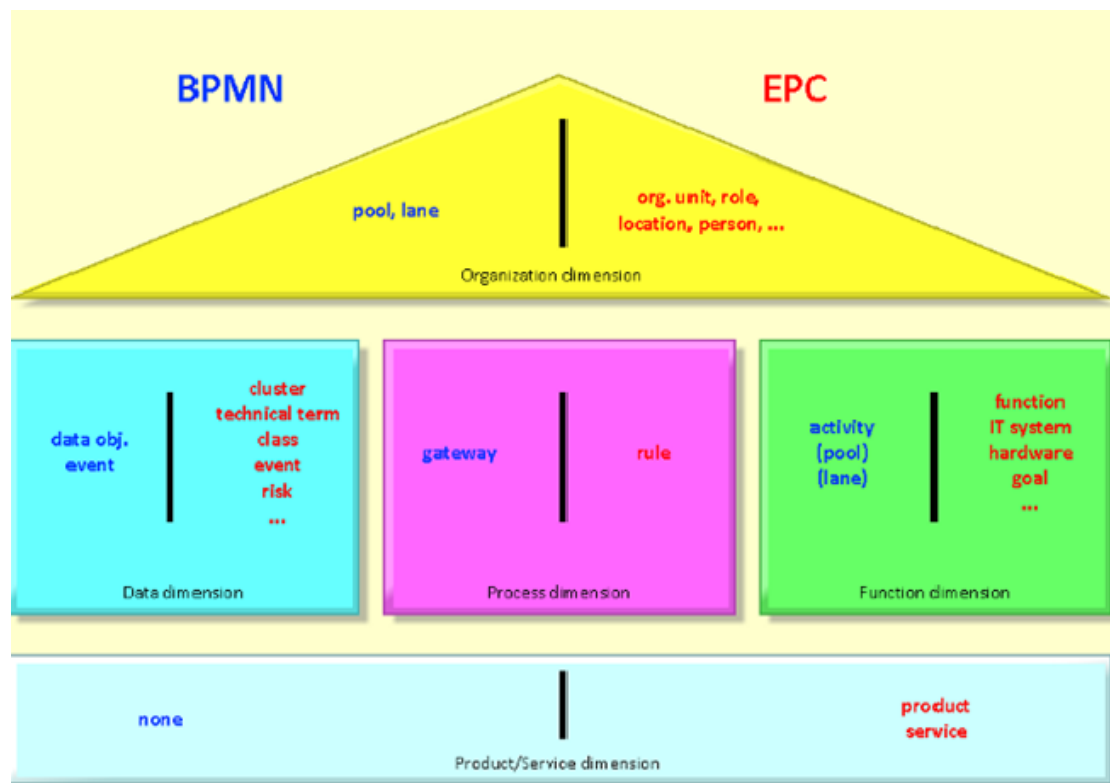 BPMN
EPC
pool, lane
org. unit, role,
location, person, ...
Organization dimension
data obj.
event
cluster
technical term
class
event
risk
...
Data dimension
gateway
rule
Process dimension
activity
(pool)
(lane)
function
IT system
hardware
goal
...
Function dimension
none
product
service
Product/Service dimension